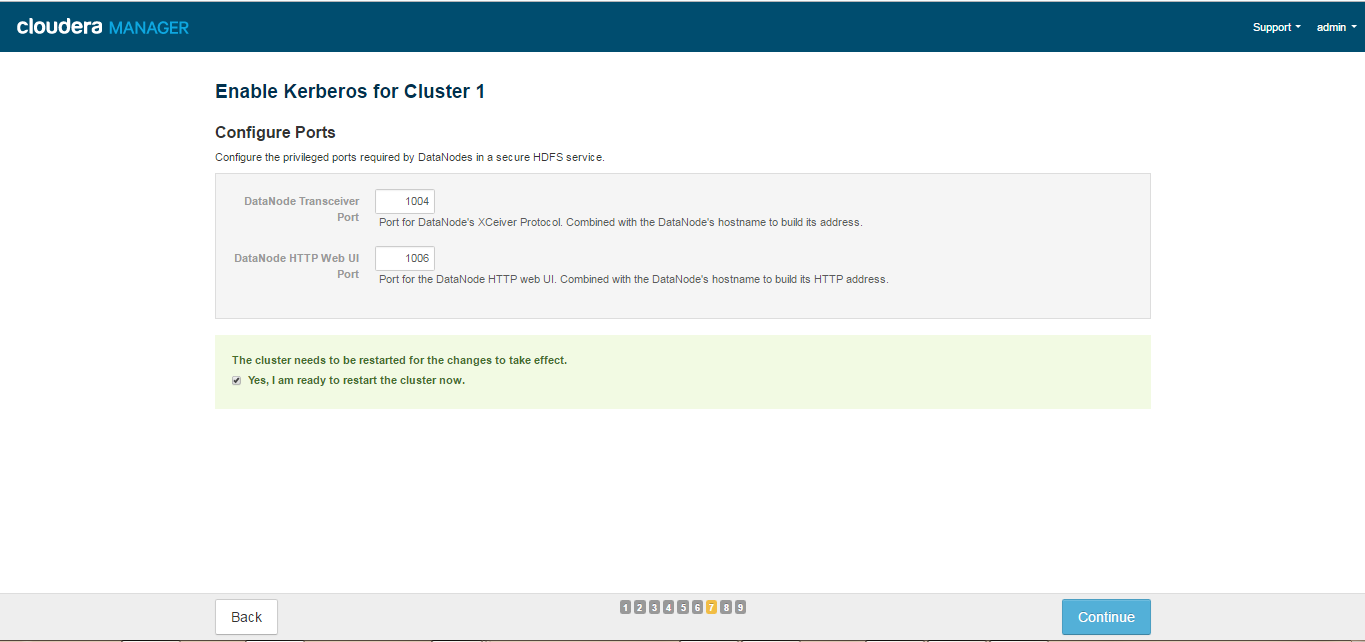 cloudera MANAGER
Support
admin
Enable Kerberos for Cluster 1
Configure Ports
Configure the privileged ports required by DataNodes in a secure HDFS service.
DataNode Transceiver
Port
1004
Port for DataNode's XCeiver Protocol. Combined with the DataNode's hostname to build its address.
DataNode HTTP Web UI
Port
1006
Port for the DataNode HTTP web UI. Combined with the DataNode's hostname to build its HTTP address.
The cluster needs to be restarted for the changes to take effect.
Yes, I am ready to restart the cluster now.
Back
1 2 3 4 5 6 7 8 9
Continue